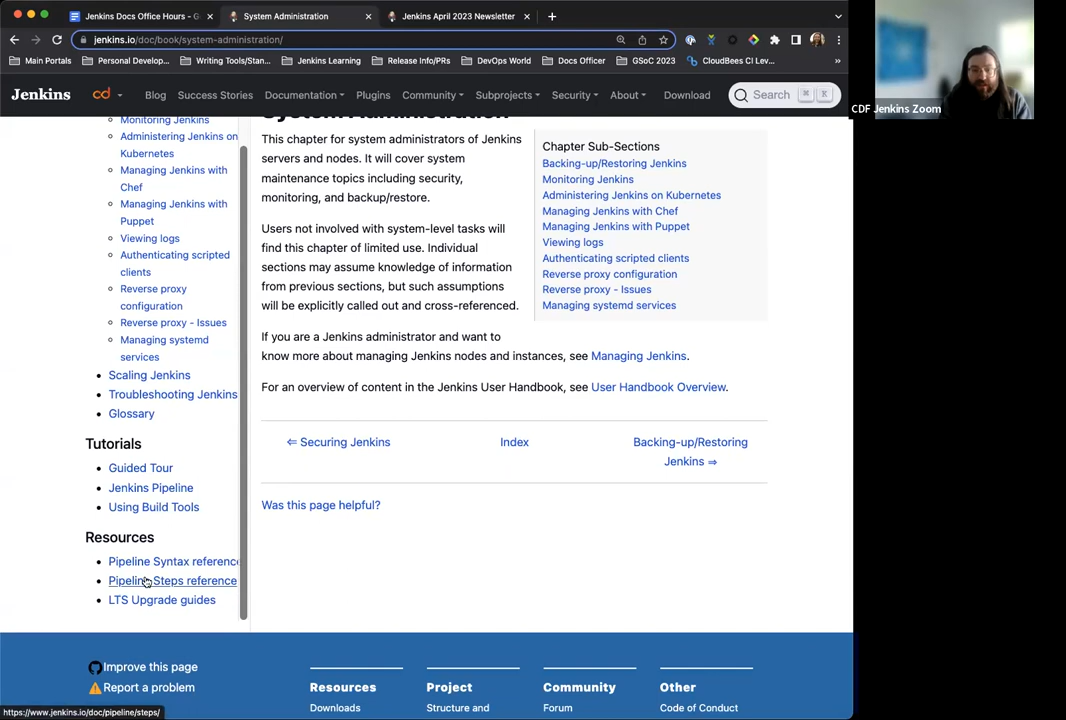 Jenkins Docs Office Hours - G
System Administration
Jenkins April 2023 Newsletter
jenkins.io/doc/book/system-administration/
Main Portals
Personal Develop...
Writing Tools/Stan...
Jenkins Learning
Release Info/PRs
DevOps World
Docs Officer
GSoC 2023
CloudBees CI Lev...
»
Jenkins
cd
Blog
Success Stories
Documentation
Plugins
Community
Subprojects
Security
About
Download
Search
⌘
K
CDF Jenkins Zoom
Monitoring Jenkins
Administering Jenkins on
Kubernetes
Managing Jenkins with
Chef
Managing Jenkins with
Puppet
Viewing logs
Authenticating scripted
clients
Reverse proxy
configuration
Reverse proxy - Issues
Managing systemd
services
Scaling Jenkins
Troubleshooting Jenkins
Glossary
Tutorials
Guided Tour
Jenkins Pipeline
Using Build Tools
Resources
Pipeline Syntax reference
Pipeline Steps reference
LTS Upgrade guides
System Administration
This chapter for system administrators of Jenkins
servers and nodes. It will cover system
maintenance topics including security,
monitoring, and backup/restore.
Users not involved with system-level tasks will
find this chapter of limited use. Individual
sections may assume knowledge of information
from previous sections, but such assumptions
will be explicitly called out and cross-referenced.
If you are a Jenkins administrator and want to
know more about managing Jenkins nodes and instances, see Managing Jenkins.
For an overview of content in the Jenkins User Handbook, see User Handbook Overview.
Chapter Sub-Sections
Backing-up/Restoring Jenkins
Monitoring Jenkins
Administering Jenkins on Kubernetes
Managing Jenkins with Chef
Managing Jenkins with Puppet
Viewing logs
Authenticating scripted clients
Reverse proxy configuration
Reverse proxy - Issues
Managing systemd services
⇐ Securing Jenkins
Index
Backing-up/Restoring
Jenkins ⇒
Was this page helpful?
Improve this page
Report a problem
Resources
Downloads
Project
Structure and
Community
Forum
Other
Code of Conduct
https://www.jenkins.io/doc/pipeline/steps/